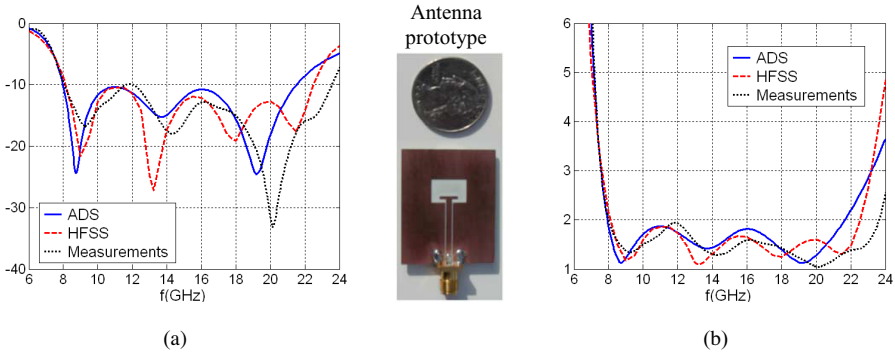 0
-10
-20
-30
-40
ADS
HFSS
Measurements
6 8 10 12 14 16 18 20 22 24
f(GHz)
(a)
Antenna
prototype
6
5
4
3
2
1
ADS
HFSS
Measurements
6 8 10 12 14 16 18 20 22 24
f(GHz)
(b)